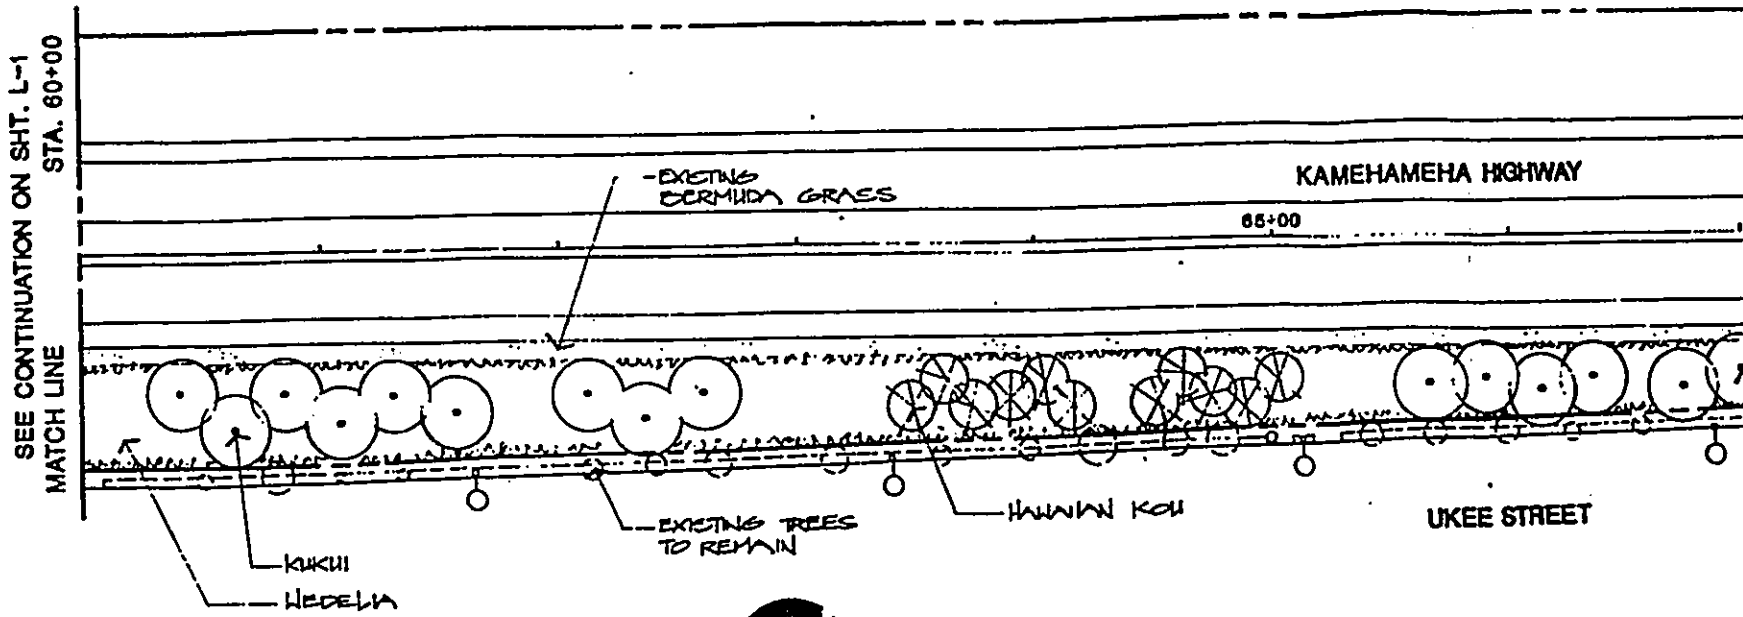 SEE CONTINUATION ON SHT. L-1
STA. 60+00
MATCH LINE
KAMEHAMEHA HIGHWAY
EXISTING
BERMUDA GRASS
65+00
HAWAIIAN KOU
UKEE STREET
EXISTING TREES
TO REMAIN
KUKUI
WEDELIA